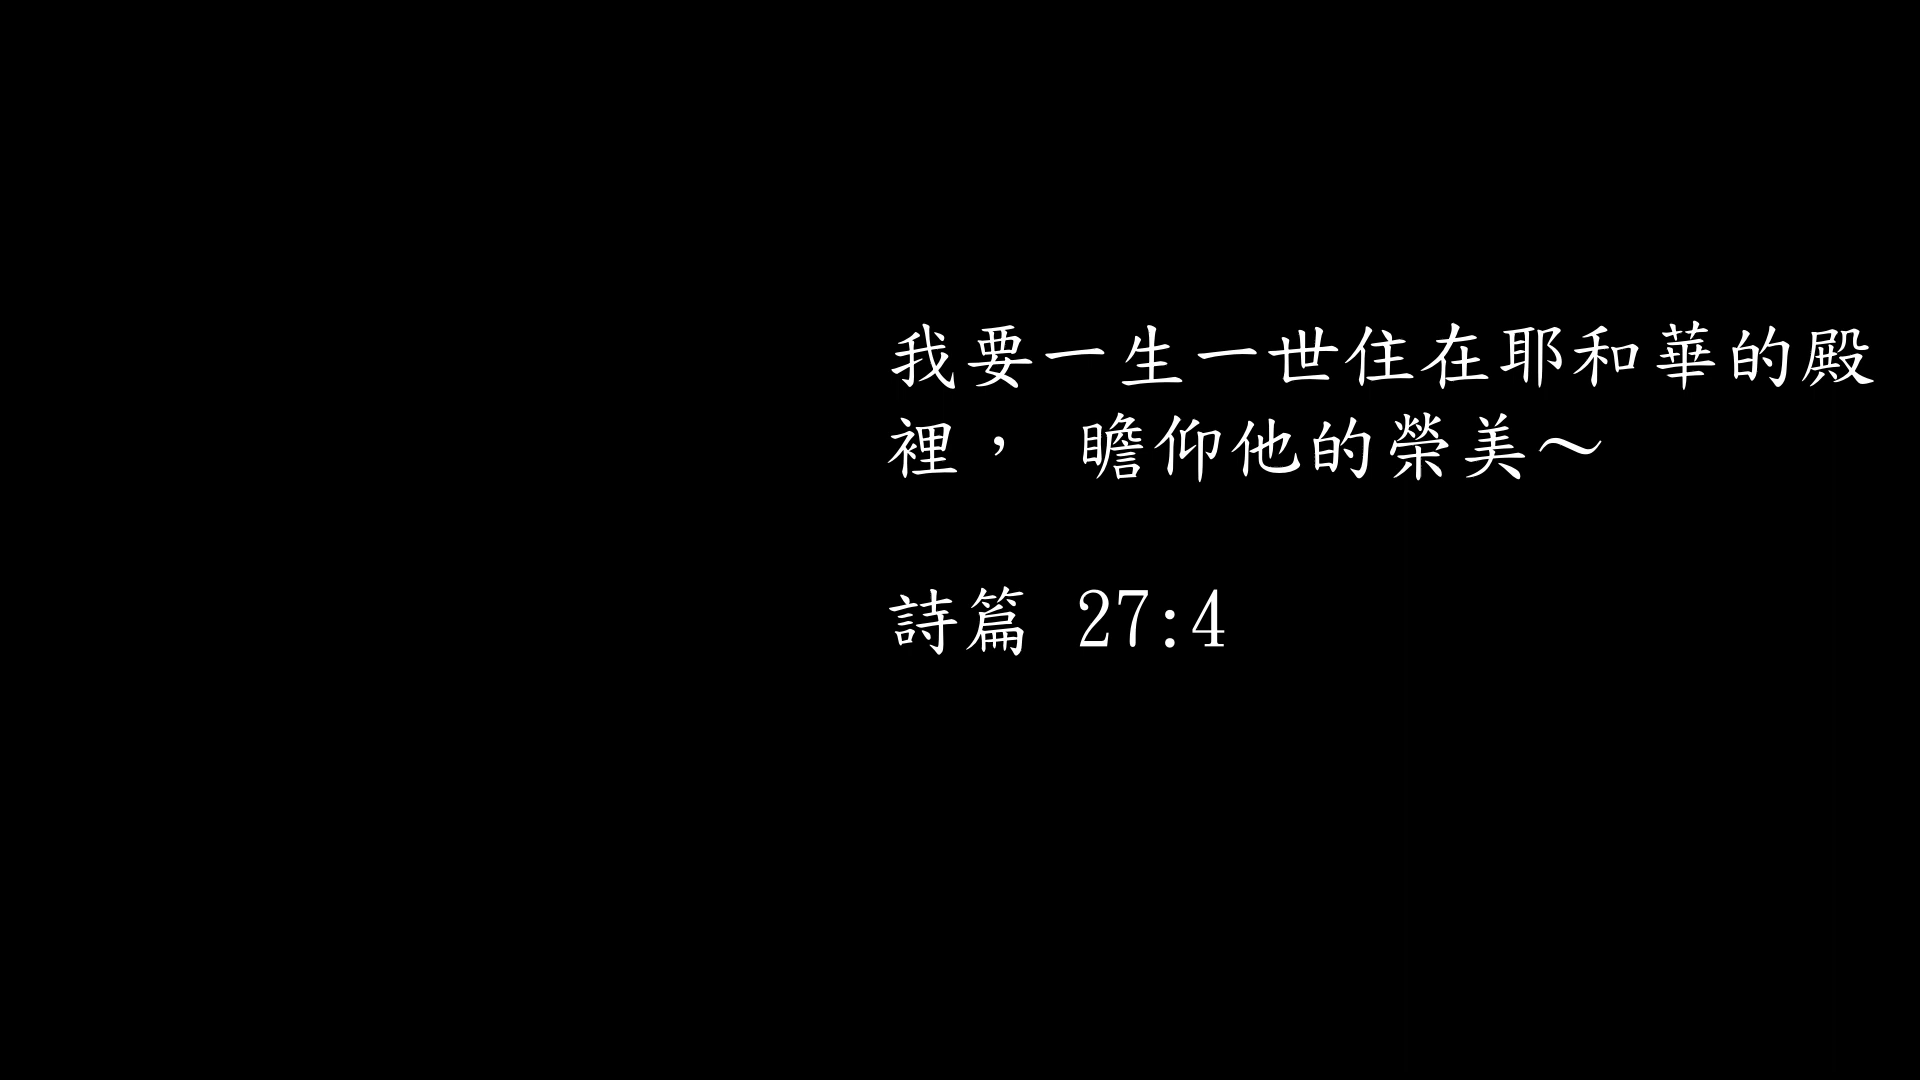 我要一生一世住在耶和華的殿
裡， 瞻仰他的榮美～
詩篇 27:4